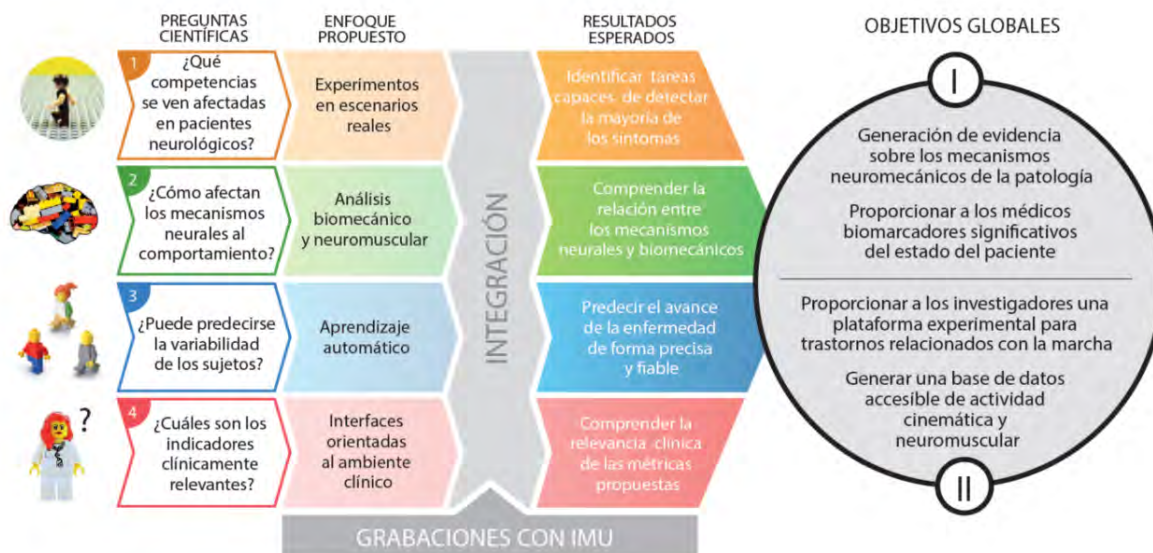 PREGUNTAS
CIENTÍFICAS
ENFOQUE
PROPUESTO
RESULTADOS
ESPERADOS
OBJETIVOS GLOBALES
1
¿Qué
competencias
se ven afectadas
en pacientes
neurológicos?
Experimentos
en escenarios
reales
Identificar tareas
capaces de detectar
la mayoría de
los síntomas
2
¿Cómo afectan
los mecanismos
neurales al
comportamiento?
Análisis
biomecánico
y neuromuscular
Comprender la
relación entre
los mecanismos
neurales y biomecánicos
3
¿Puede predecirse
la variabilidad
de los sujetos?
Aprendizaje
automático
Predecir el avance
de la enfermedad
de forma precisa
y fiable
?
4
¿Cuáles son los
indicadores
clínicamente
relevantes?
Interfaces
orientadas
al ambiente
clínico
Comprender la
relevancia clínica
de las métricas
propuestas
INTEGRACIÓN
GRABACIONES CON IMU
I
Generación de evidencia
sobre los mecanismos
neuromecánicos de la patología
Proporcionar a los médicos
biomarcadores significativos
del estado del paciente
Proporcionar a los investigadores una
plataforma experimental para
trastornos relacionados con la marcha
Generar una base de datos
accesible de actividad
cinemática y
neuromuscular
II